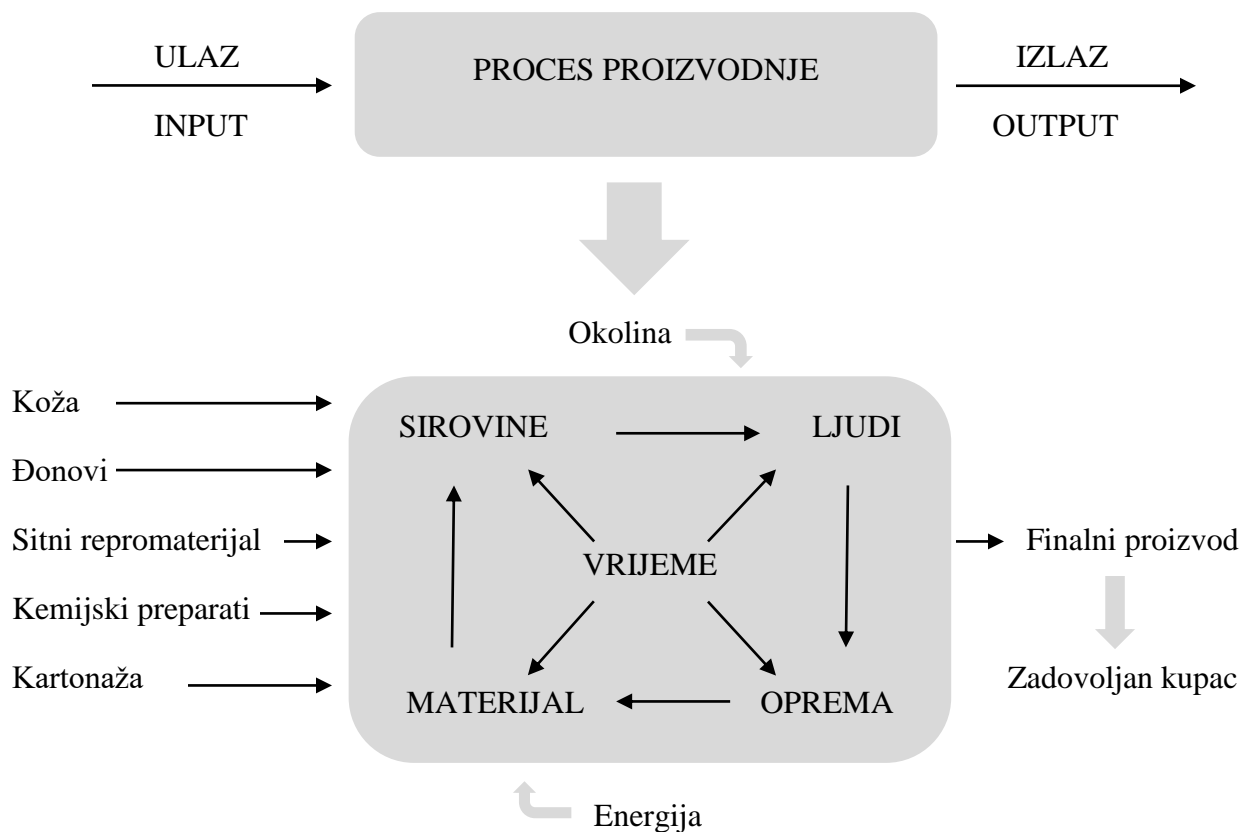 ULAZ
INPUT
PROCES PROIZVODNJE
IZLAZ
OUTPUT
Okolina
Koža
Đonovi
Sitni repromaterijal
Kemijski preparati
Kartonaža
SIROVINE
LJUDI
VRIJEME
MATERIJAL
OPREMA
Finalni proizvod
Zadovoljan kupac
Energija